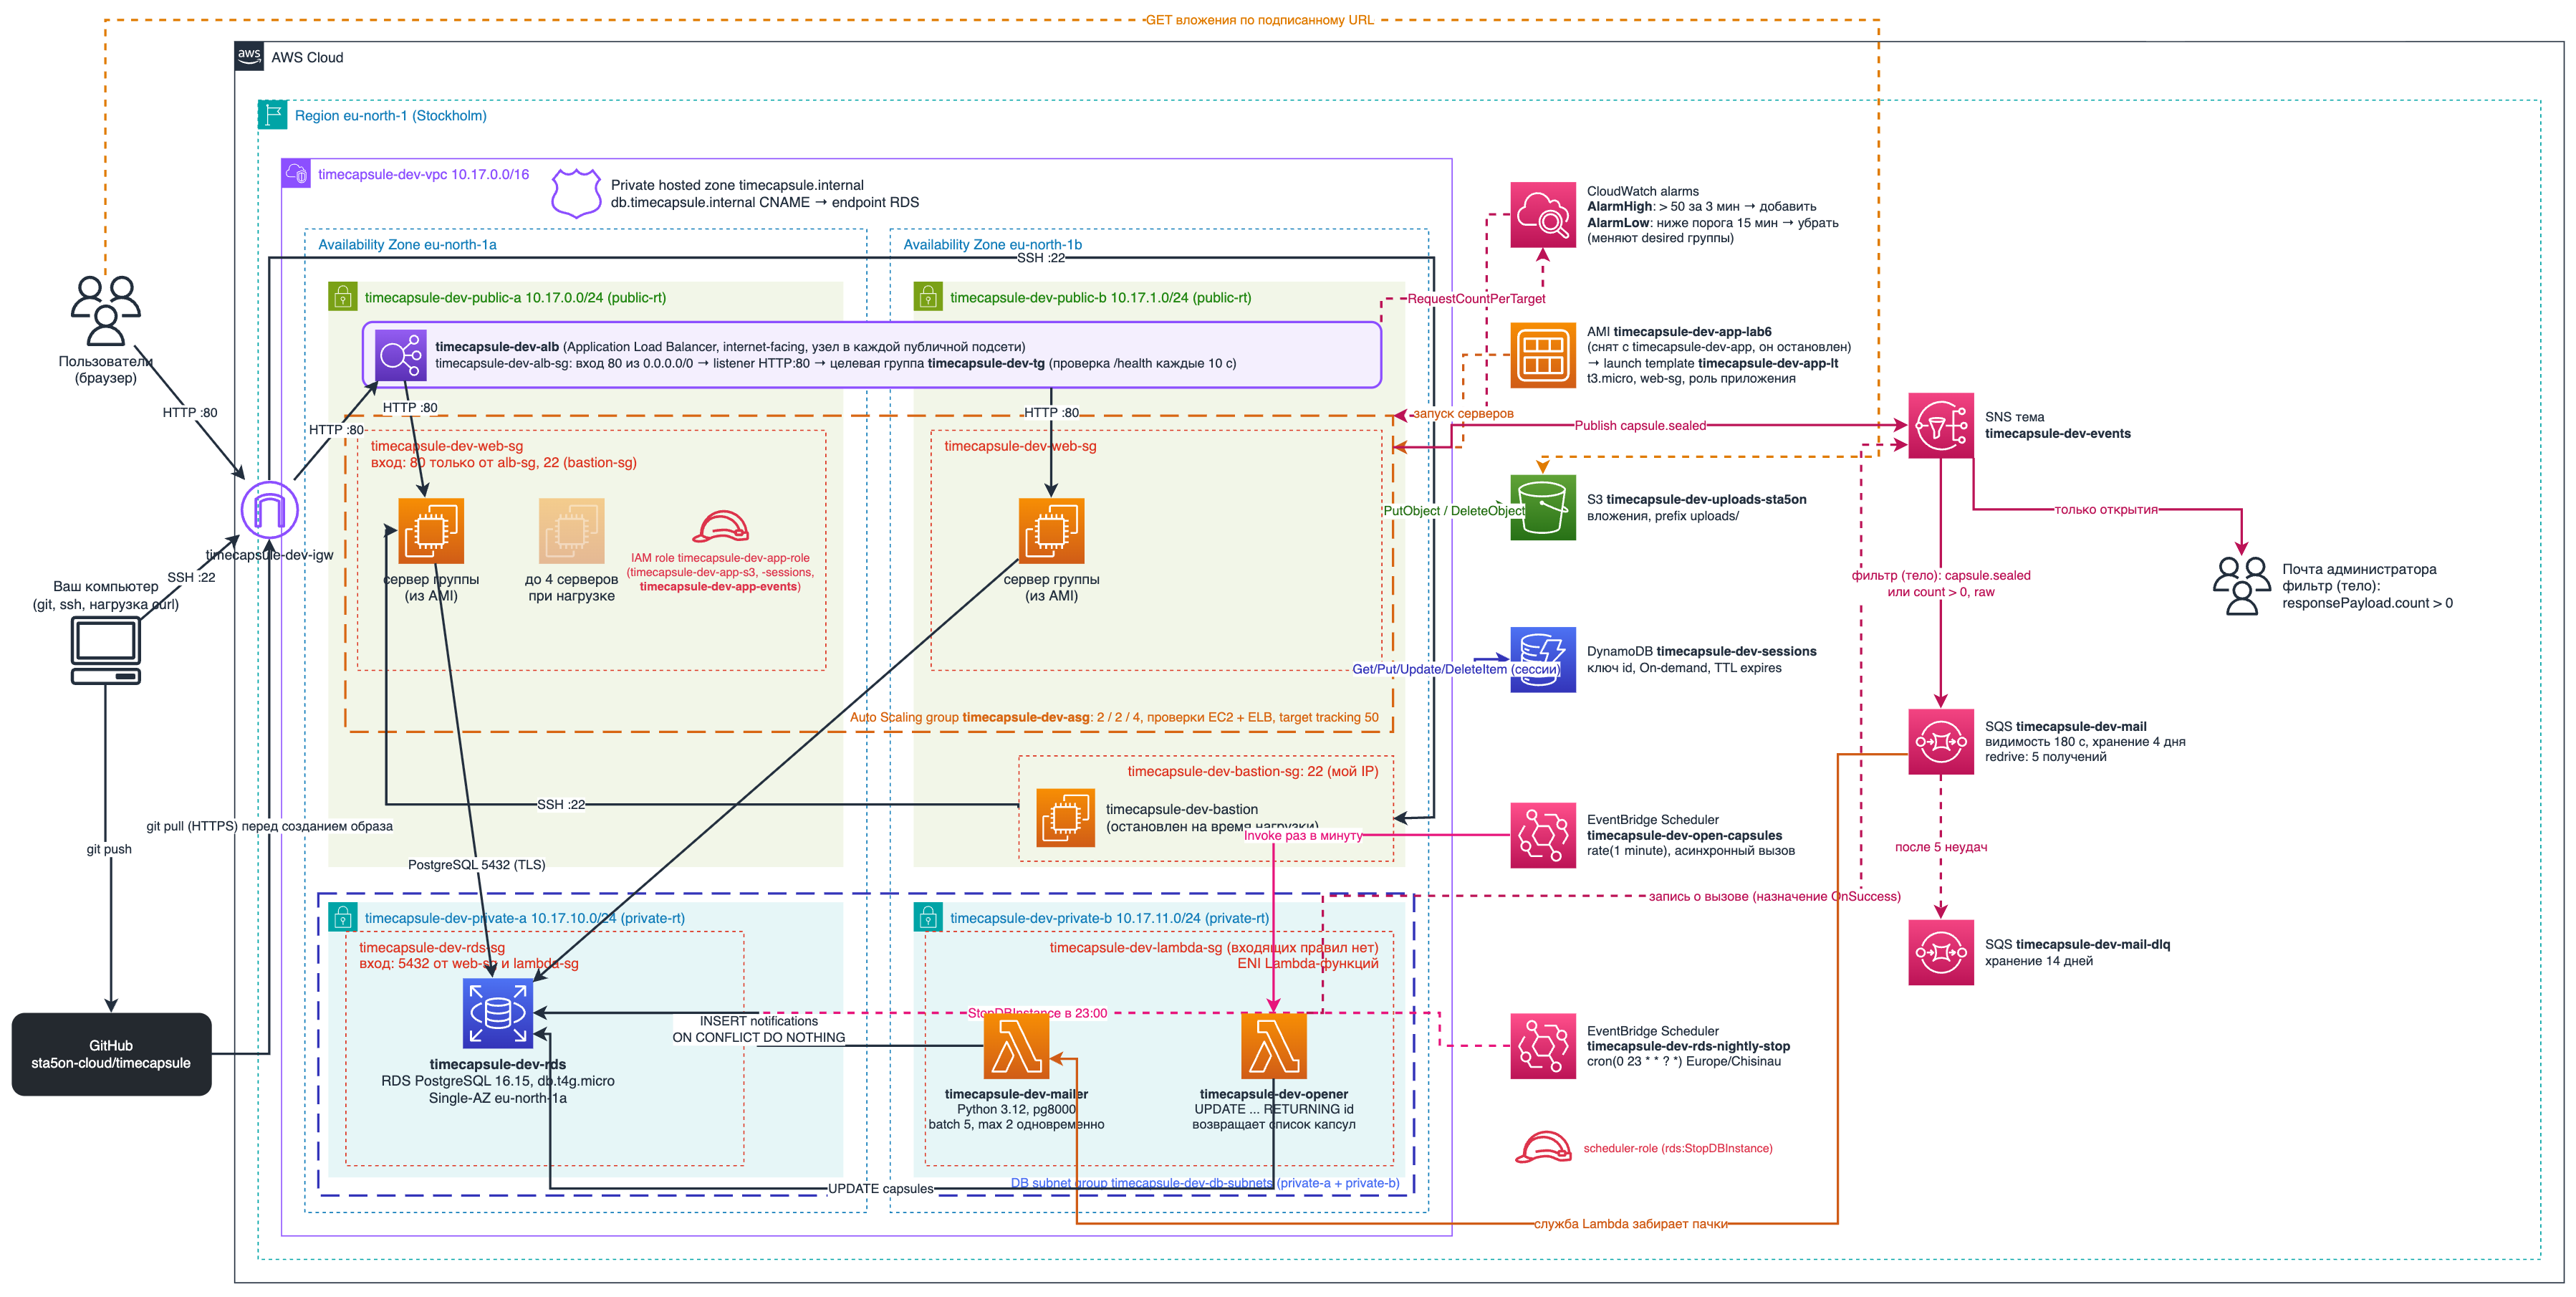 GET вложения по подписанному URL
aws
AWS Cloud
Region eu-north-1 (Stockholm)
timecapsule-dev-vpc 10.17.0.0/16
Private hosted zone timecapsule.internal
db.timecapsule.internal CNAME → endpoint RDS
Availability Zone eu-north-1a
Availability Zone eu-north-1b
SSH :22
timecapsule-dev-public-a 10.17.0.0/24 (public-rt)
timecapsule-dev-public-b 10.17.1.0/24 (public-rt)
timecapsule-dev-alb (Application Load Balancer, internet-facing, узел в каждой публичной подсети)
timecapsule-dev-alb-sg: вход 80 из 0.0.0.0/0 → listener HTTP:80 → целевая группа timecapsule-dev-tg (проверка /health каждые 10 с)
CloudWatch alarms
AlarmHigh: > 50 за 3 мин → добавить
AlarmLow: ниже порога 15 мин → убрать
(меняют desired группы)
RequestCountPerTarget
AMI timecapsule-dev-app-lab6
(снят с timecapsule-dev-app, он остановлен)
→ launch template timecapsule-dev-app-lt
t3.micro, web-sg, роль приложения
Пользователи
(браузер)
HTTP :80
HTTP :80
HTTP :80
HTTP :80
запуск серверов
Publish capsule.sealed
SNS тема
timecapsule-dev-events
timecapsule-dev-web-sg
вход: 80 только от alb-sg, 22 (bastion-sg)
timecapsule-dev-web-sg
timecapsule-dev-igw
SSH :22
Ваш компьютер
(git, ssh, нагрузка curl)
сервер группы
(из AMI)
до 4 серверов
при нагрузке
IAM role timecapsule-dev-app-role
(timecapsule-dev-app-s3, -sessions,
timecapsule-dev-app-events)
сервер группы
(из AMI)
PutObject / DeleteObject
S3 timecapsule-dev-uploads-sta5on
вложения, prefix uploads/
только открытия
фильтр (тело): capsule.sealed
или count > 0, raw
Почта администратора
фильтр (тело):
responsePayload.count > 0
Get/Put/Update/DeleteItem (сессии)
DynamoDB timecapsule-dev-sessions
ключ id, On-demand, TTL expires
Auto Scaling group timecapsule-dev-asg: 2 / 2 / 4, проверки EC2 + ELB, target tracking 50
SQS timecapsule-dev-mail
видимость 180 с, хранение 4 дня
redrive: 5 получений
timecapsule-dev-bastion-sg: 22 (мой IP)
SSH :22
timecapsule-dev-bastion
(остановлен на время нагрузки)
Invoke раз в минуту
EventBridge Scheduler
timecapsule-dev-open-capsules
rate(1 minute), асинхронный вызов
git pull (HTTPS) перед созданием образа
git push
после 5 неудач
PostgreSQL 5432 (TLS)
запись о вызове (назначение OnSuccess)
timecapsule-dev-private-a 10.17.10.0/24 (private-rt)
timecapsule-dev-private-b 10.17.11.0/24 (private-rt)
timecapsule-dev-rds-sg
вход: 5432 от web-sg и lambda-sg
timecapsule-dev-lambda-sg (входящих правил нет)
ENI Lambda-функций
SQS timecapsule-dev-mail-dlq
хранение 14 дней
StopDBInstance в 23:00
INSERT notifications
ON CONFLICT DO NOTHING
GitHub
sta5on-cloud/timecapsule
timecapsule-dev-rds
RDS PostgreSQL 16.15, db.t4g.micro
Single-AZ eu-north-1a
timecapsule-dev-mailer
Python 3.12, pg8000
batch 5, max 2 одновременно
timecapsule-dev-opener
UPDATE ... RETURNING id
возвращает список капсул
EventBridge Scheduler
timecapsule-dev-rds-nightly-stop
cron(0 23 * * ? *) Europe/Chisinau
scheduler-role (rds:StopDBInstance)
UPDATE capsules
DB subnet group timecapsule-dev-db-subnets (private-a + private-b)
служба Lambda забирает пачки